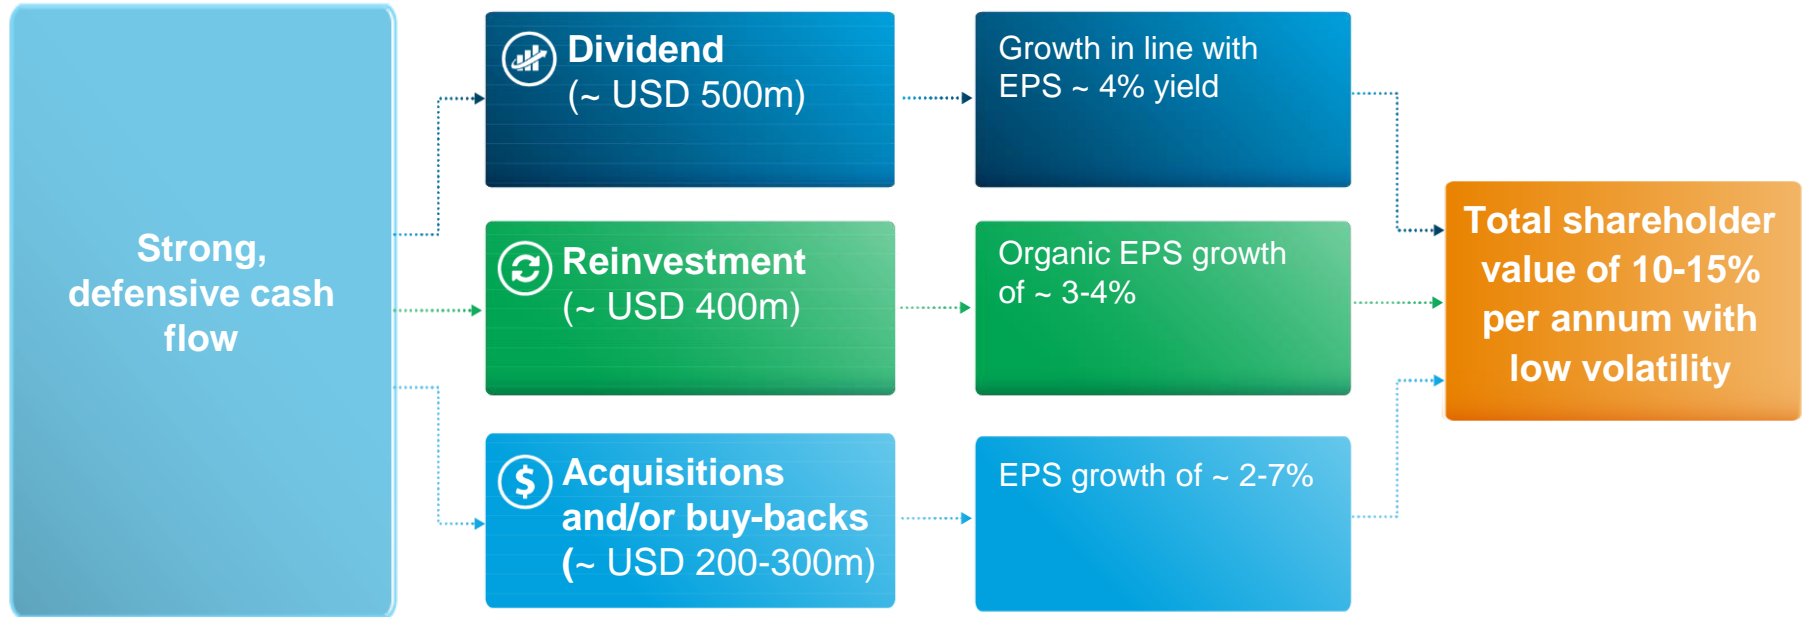 Strong,
defensive cash
flow
Dividend
(~ USD 500m)
Growth in line with
EPS ~ 4% yield
Reinvestment
(~ USD 400m)
Organic EPS growth
of ~ 3-4%
$
Acquisitions
and/or buy-backs
(~ USD 200-300m)
EPS growth of ~ 2-7%
Total shareholder
value of 10-15%
per annum with
low volatility